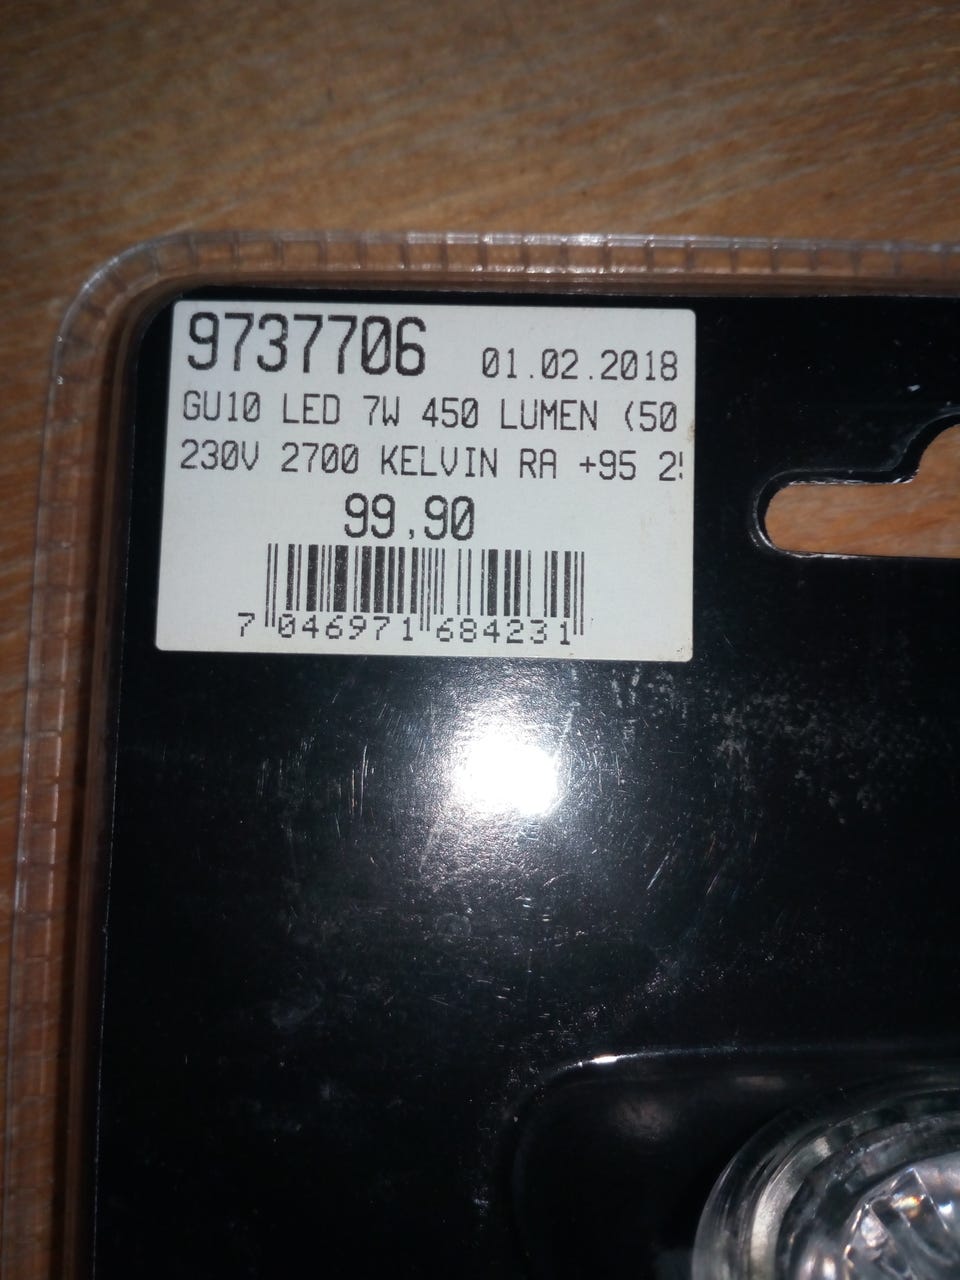 9737706 01.02.2018
GU10 LED 7W 450 LUMEN (50
230V 2700 KELVIN RA +95
99,90
7 046971 684231